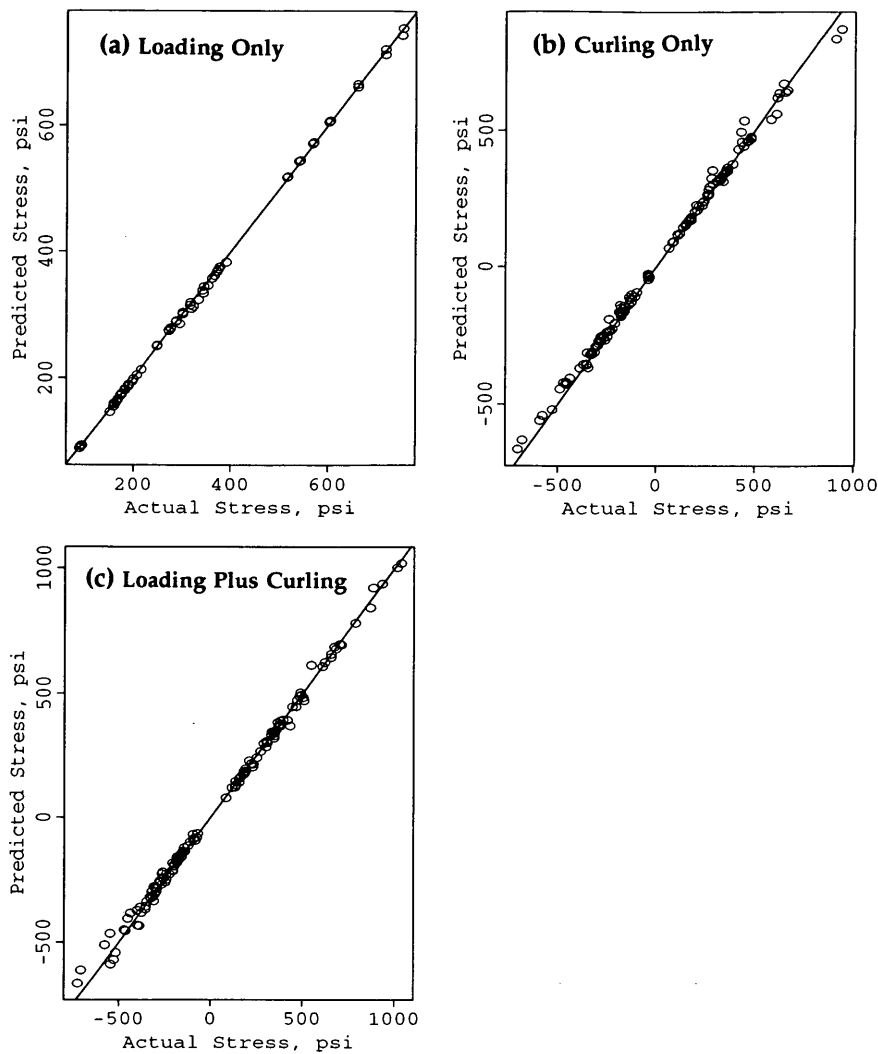 (a) Loading Only
Predicted Stress, psi
600
400
200
200 400 600
Actual Stress, psi
(b) Curling Only
Predicted Stress, psi
500
0
-500
-500 0 500 1000
Actual Stress, psi
(c) Loading Plus Curling
Predicted Stress, psi
1000
500
0
-500
-500 0 500 1000
Actual Stress, psi